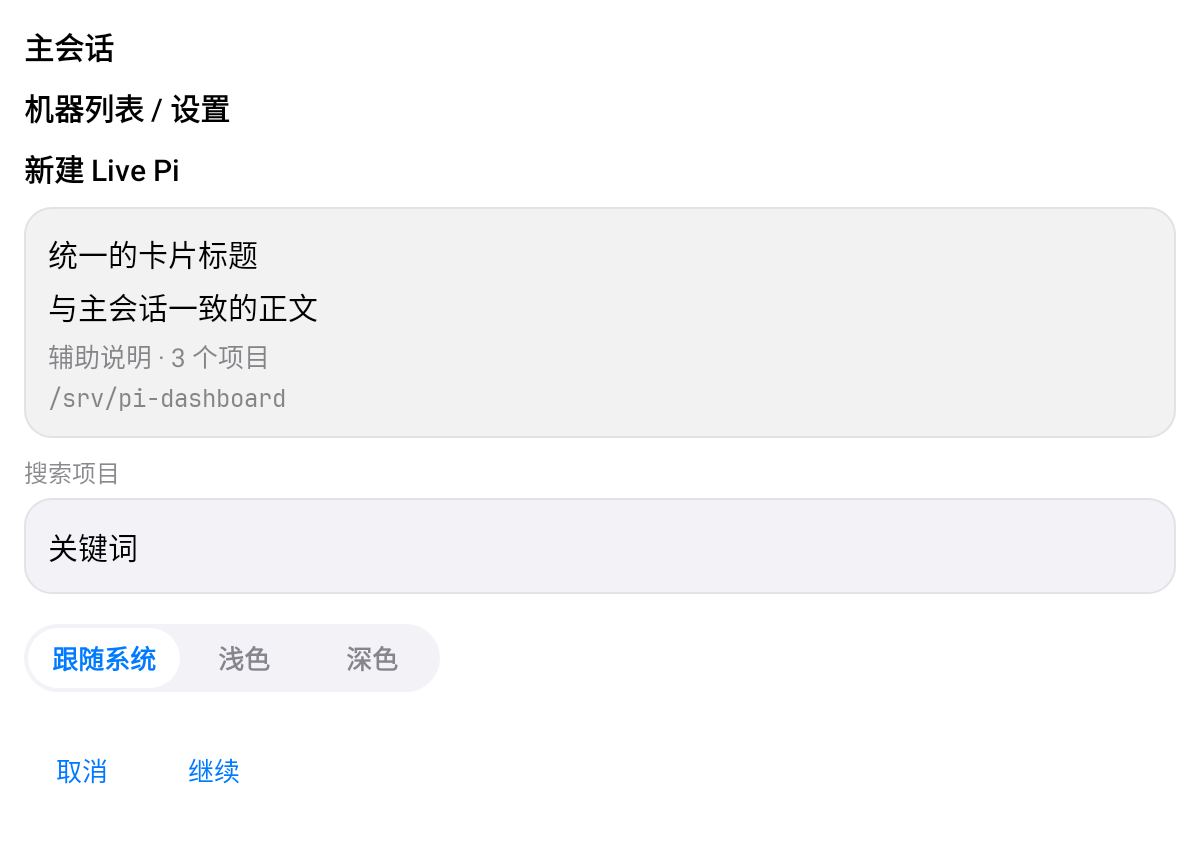 主会话
机器列表 / 设置
新建 Live Pi
统一的卡片标题
与主会话一致的正文
辅助说明 · 3 个项目
/srv/pi-dashboard
搜索项目
关键词
跟随系统 浅色 深色
取消 继续